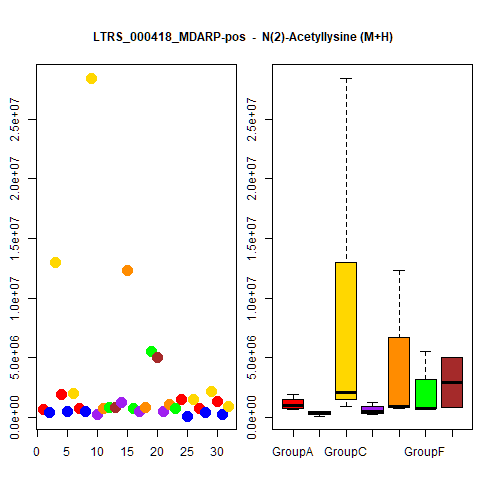 LTRS_000418_MDARP-pos - N(2)-Acetyllysine (M+H)
0.0e+00 5.0e+06 1.0e+07 1.5e+07 2.0e+07 2.5e+07
0 5 10 15 20 25 30
0.0e+00 5.0e+06 1.0e+07 1.5e+07 2.0e+07 2.5e+07
GroupA GroupC GroupF